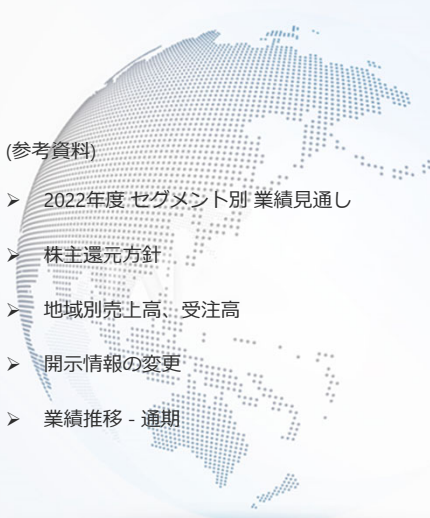 (参考資料)
➢ 2022年度 セグメント別 業績見通し
➢ 株主還元方針
➢ 地域別売上高、受注高
➢ 開示情報の変更
➢ 業績推移 - 通期